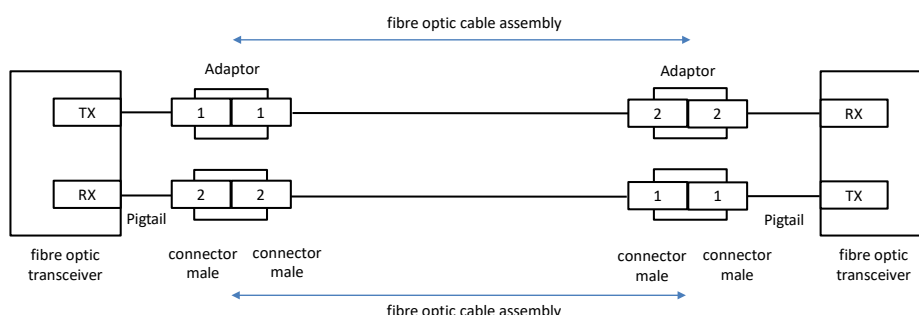 fibre optic cable assembly
Adaptor
Adaptor
TX
1
1
2
2
RX
RX
2
2
1
1
TX
Pigtail
Pigtail
fibre optic
transceiver
connector
male
connector
male
connector
male
connector
male
fibre optic
transceiver
fibre optic cable assembly